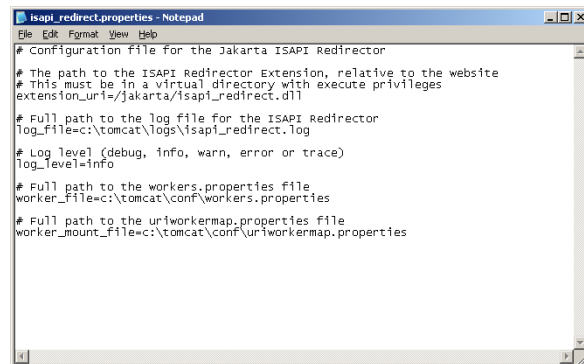 isapi_redirect.properties - Notepad
File Edit Format View Help
# Configuration file for the Jakarta ISAPI Redirector
# The path to the ISAPI Redirector Extension, relative to the website
# This must be in a virtual directory with execute privileges
extension_uri=/jakarta/isapi_redirect.dll
# Full path to the log file for the ISAPI Redirector
log_file=c:\tomcat\logs\isapi_redirect.log
# Log level (debug, info, warn, error or trace)
log_level=info
# Full path to the workers.properties file
worker_file=c:\tomcat\conf\workers.properties
# Full path to the uriworkermap.properties file
worker_mount_file=c:\tomcat\conf\uriworkermap.properties